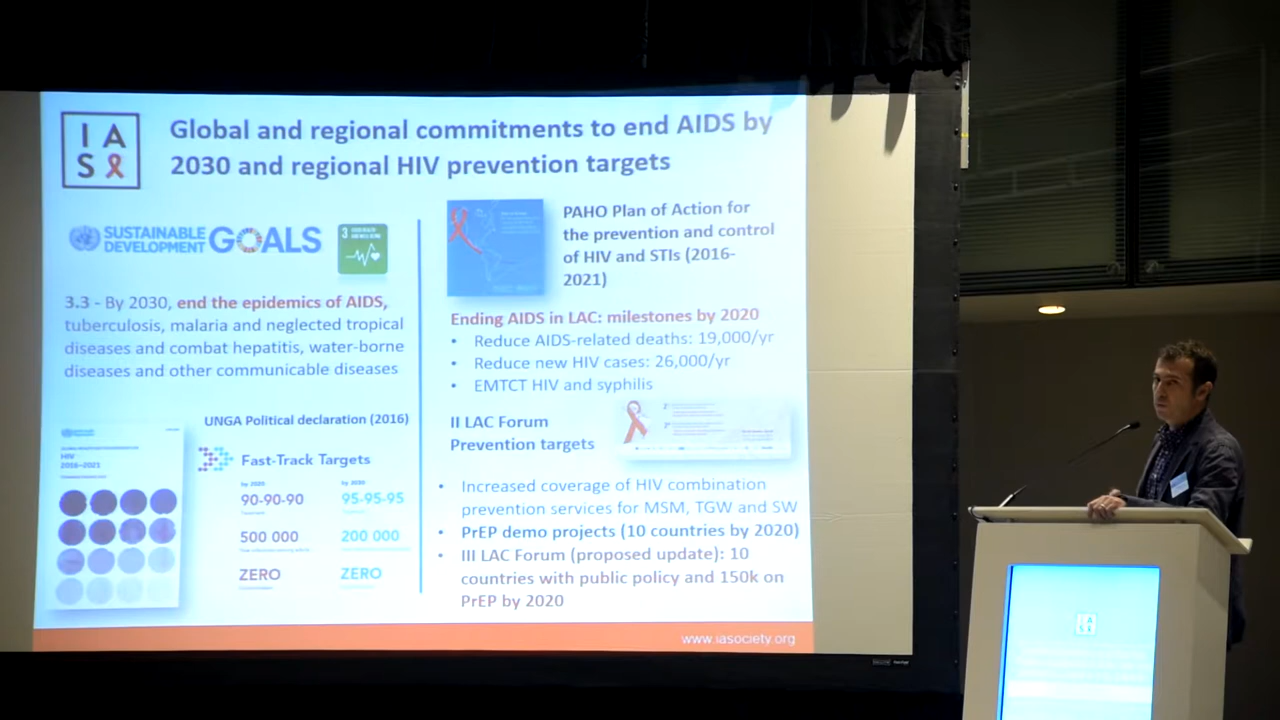 I A
S
Global and regional commitments to end AIDS by
2030 and regional HIV prevention targets
SUSTAINABLE
DEVELOPMENT
GOALS
3
3.3 - By 2030, end the epidemics of AIDS,
tuberculosis, malaria and neglected tropical
diseases and combat hepatitis, water-borne
diseases and other communicable diseases
UNGA Political declaration (2016)
HIV
2016–2021
Fast-Track Targets
by 2020
by 2030
90-90-90
95-95-95
500 000
200 000
ZERO
ZERO
PAHO Plan of Action for
the prevention and control
of HIV and STIs (2016-
2021)
Ending AIDS in LAC: milestones by 2020
• Reduce AIDS-related deaths: 19,000/yr
• Reduce new HIV cases: 26,000/yr
• EMTCT HIV and syphilis
II LAC Forum
Prevention targets
• Increased coverage of HIV combination
prevention services for MSM, TGW and SW
• PrEP demo projects (10 countries by 2020)
• III LAC Forum (proposed update): 10
countries with public policy and 150k on
PrEP by 2020
www.iasociety.org